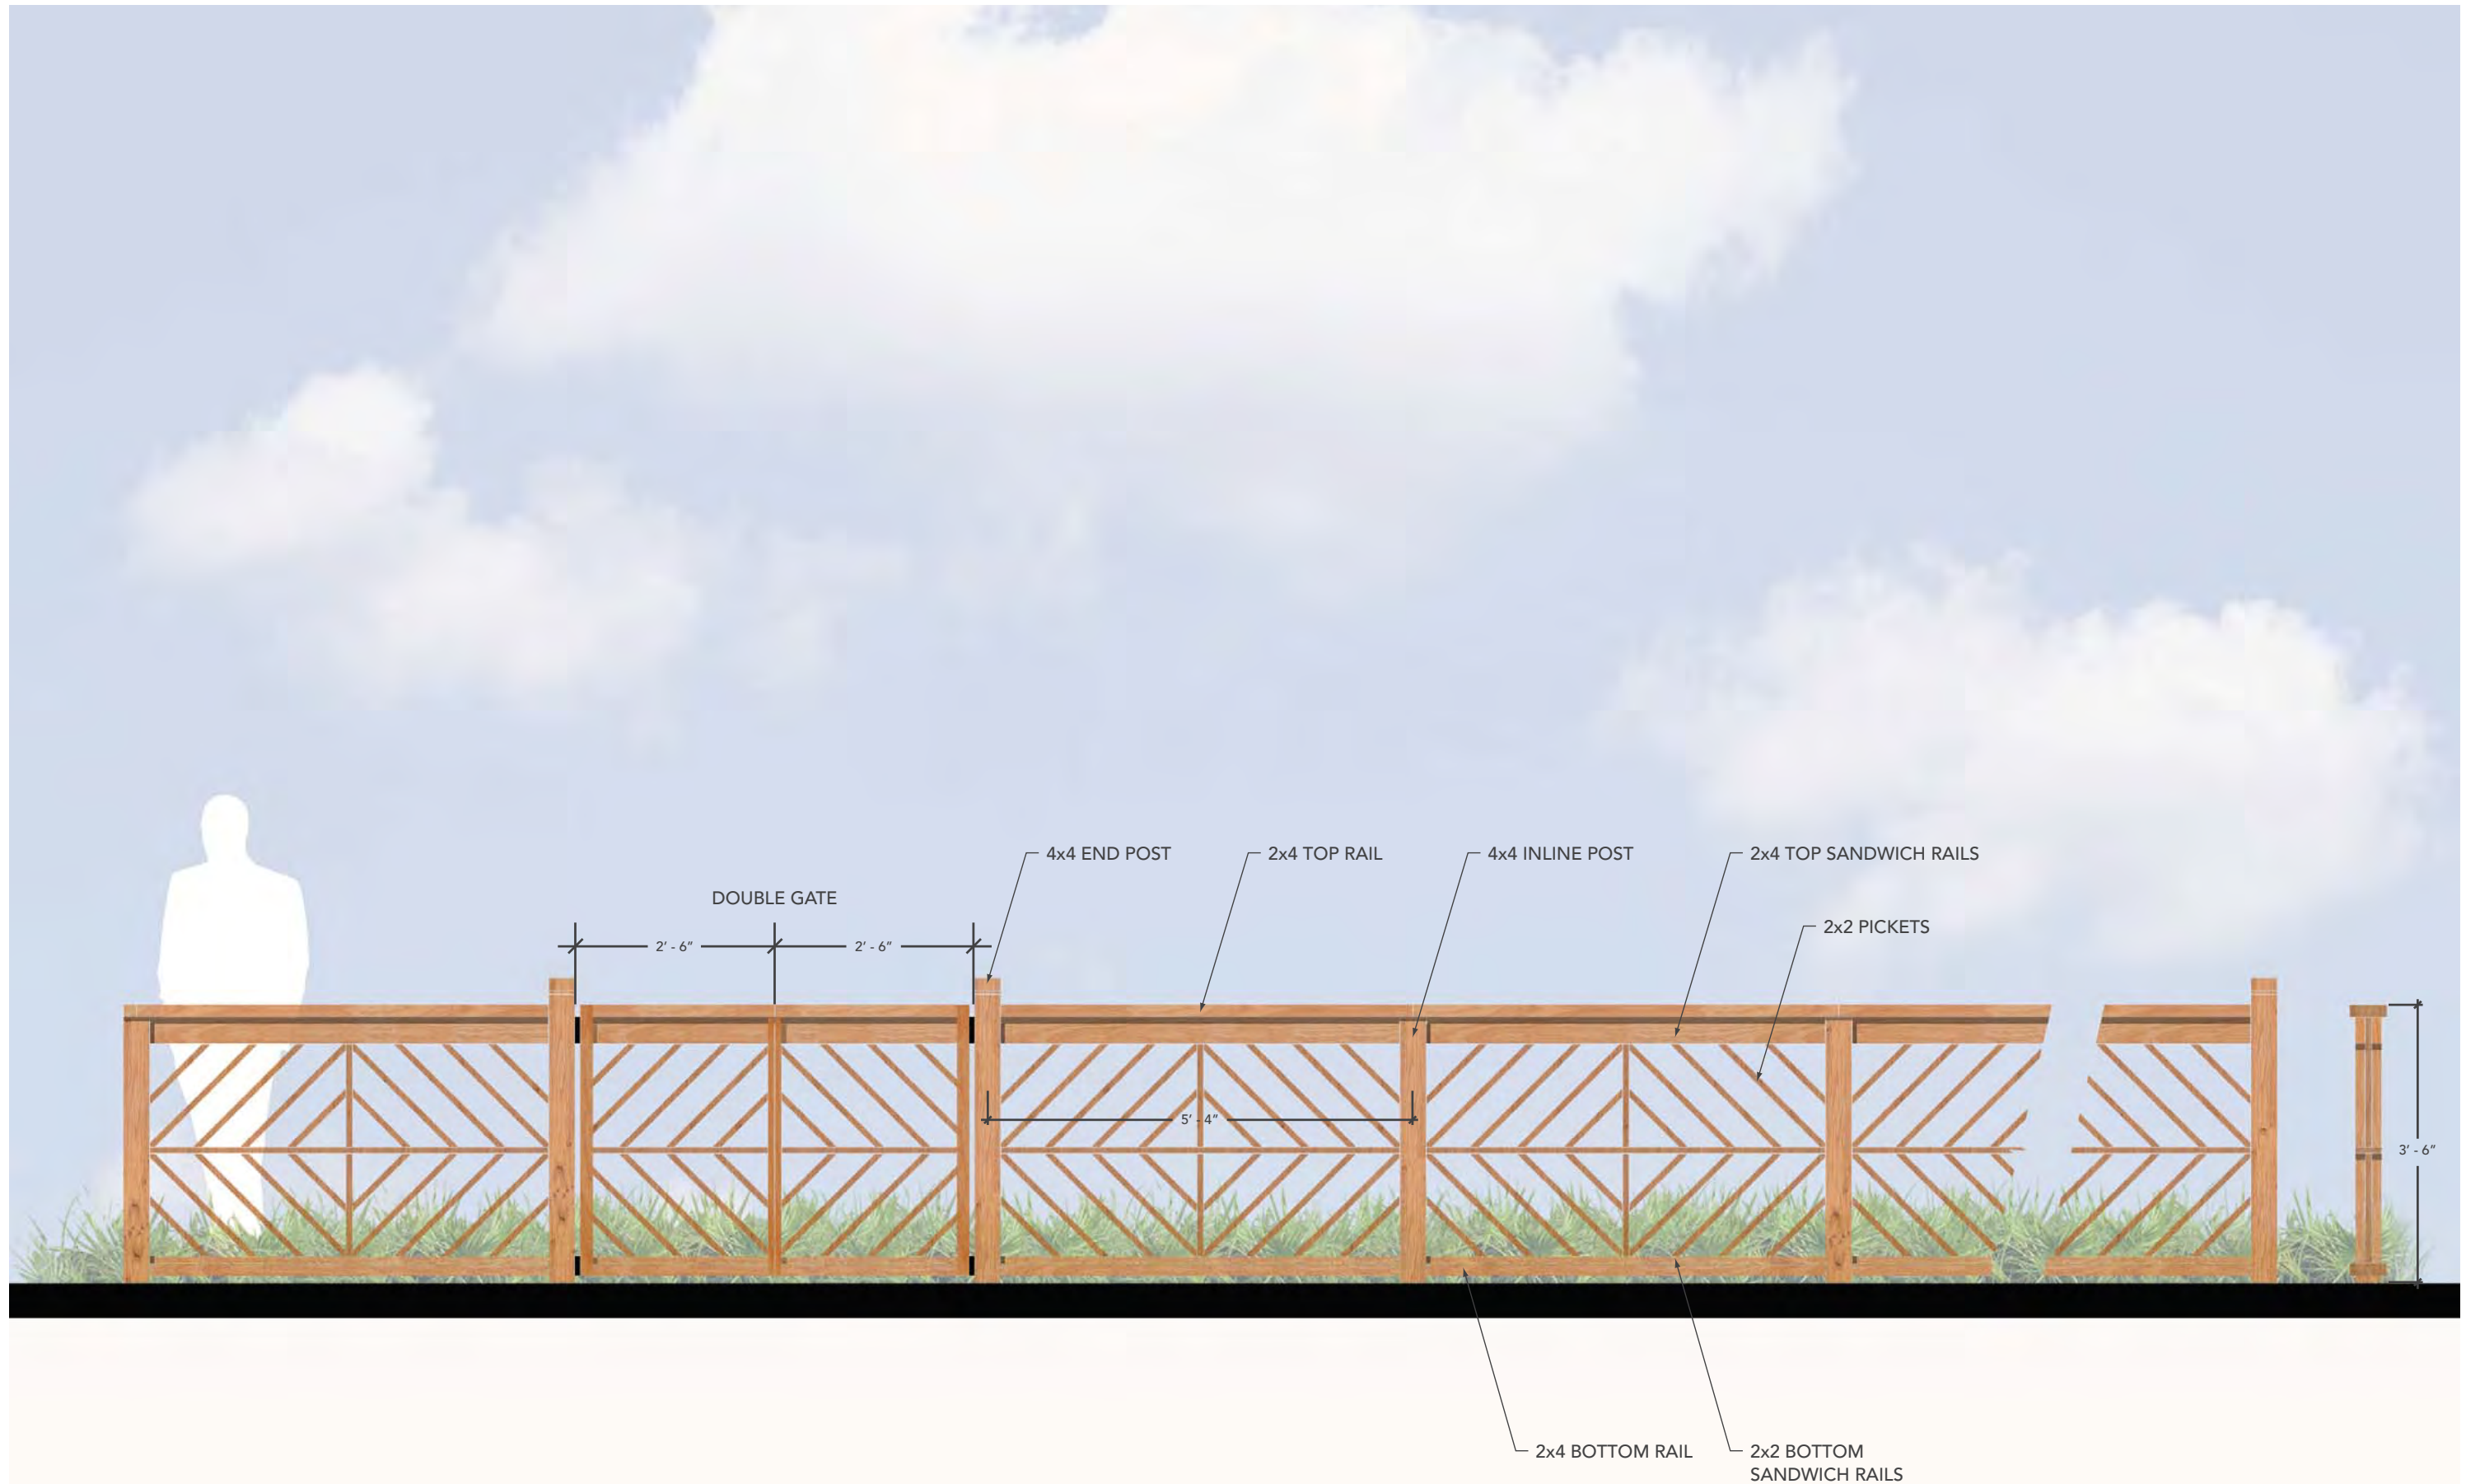 4x4 END POST
2x4 TOP RAIL
4x4 INLINE POST
2x4 TOP SANDWICH RAILS
DOUBLE GATE
2x2 PICKETS
2’ - 6”
2’ - 6”
5’ - 4”
3’ - 6”
2x4 BOTTOM RAIL
2x2 BOTTOM
SANDWICH RAILS